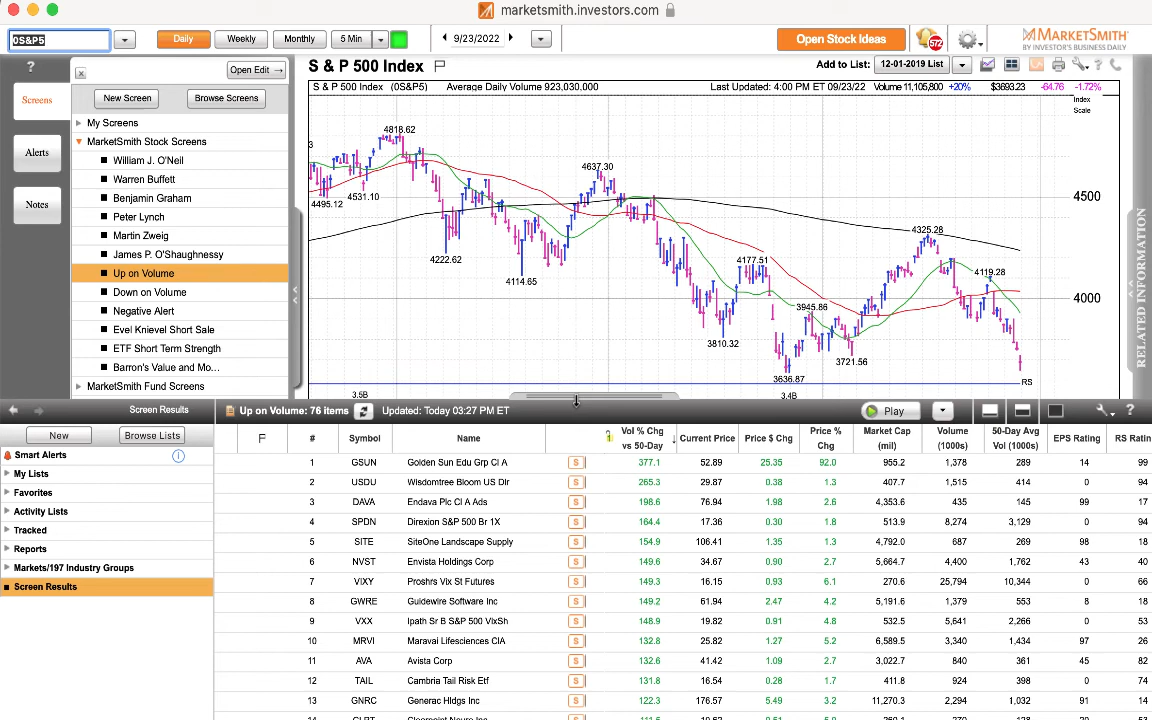 marketsmith.investors.com
0S&P5
Daily
Weekly
Monthly
5 Min
9/23/2022
Open Stock Ideas
572
MARKETSMITH
BY INVESTOR'S BUSINESS DAILY
?
Screens
Alerts
Notes
x
Open Edit →
New Screen
Browse Screens
My Screens
MarketSmith Stock Screens
William J. O'Neil
Warren Buffett
Benjamin Graham
Peter Lynch
Martin Zweig
James P. O'Shaughnessy
Up on Volume
Down on Volume
Negative Alert
Evel Knievel Short Sale
ETF Short Term Strength
Barron's Value and Mo...
MarketSmith Fund Screens
S & P 500 Index
Add to List:
12-01-2019 List
?
S & P 500 Index (0S&P5) Average Daily Volume 923,030,000
Last Updated: 4:00 PM ET 09/23/22 Volume 11,105,800 +20% $3693.23 -64.76 -1.72%
Index
Scale
4818.62
3
4637.30
4531.10
4495.12
4500
4325.28
4222.62
4177.51
4119.28
4114.65
4000
3945.86
3810.32
3721.56
3636.87
RS
3.5B
3.4B
RELATED INFORMATION
Screen Results
Up on Volume: 76 items
Updated: Today 03:27 PM ET
Play
?
New
Browse Lists
Smart Alerts
i
My Lists
Favorites
Activity Lists
Tracked
Reports
Markets/197 Industry Groups
Screen Results
# Symbol Name 1 Vol % Chg vs 50-Day Current Price Price $ Chg Price % Chg Market Cap (mil) Volume (1000s) 50-Day Avg Vol (1000s) EPS Rating RS Ratin
1 GSUN Golden Sun Edu Grp Cl A S 377.1 52.89 25.35 92.0 955.2 1,378 289 14 99
2 USDU Wisdomtree Bloom US Dlr S 265.3 29.87 0.38 1.3 407.7 1,515 414 0 94
3 DAVA Endava Plc Cl A Ads S 198.6 76.94 1.98 2.6 4,353.6 435 145 99 17
4 SPDN Direxion S&P 500 Br 1X S 164.4 17.36 0.30 1.8 513.9 8,274 3,129 0 94
5 SITE SiteOne Landscape Supply S 154.9 106.41 1.35 1.3 4,792.0 687 269 98 18
6 NVST Envista Holdings Corp S 149.6 34.67 0.90 2.7 5,664.7 4,400 1,762 43 40
7 VIXY Proshrs Vix St Futures S 149.3 16.15 0.93 6.1 270.6 25,794 10,344 0 66
8 GWRE Guidewire Software Inc S 149.2 61.94 2.47 4.2 5,191.6 1,379 553 8 18
9 VXX Ipath Sr B S&P 500 VixSh S 148.9 19.82 0.91 4.8 532.5 5,641 2,266 0 53
10 MRVI Maravai Lifesciences ClA S 132.8 25.82 1.27 5.2 6,589.5 3,340 1,434 97 26
11 AVA Avista Corp S 132.6 41.42 1.09 2.7 3,022.7 840 361 45 82
12 TAIL Cambria Tail Risk Etf S 131.8 16.54 0.28 1.7 411.8 924 398 0 74
13 GNRC Generac Hldgs Inc S 122.3 176.57 5.49 3.2 11,270.3 2,294 1,032 91 14